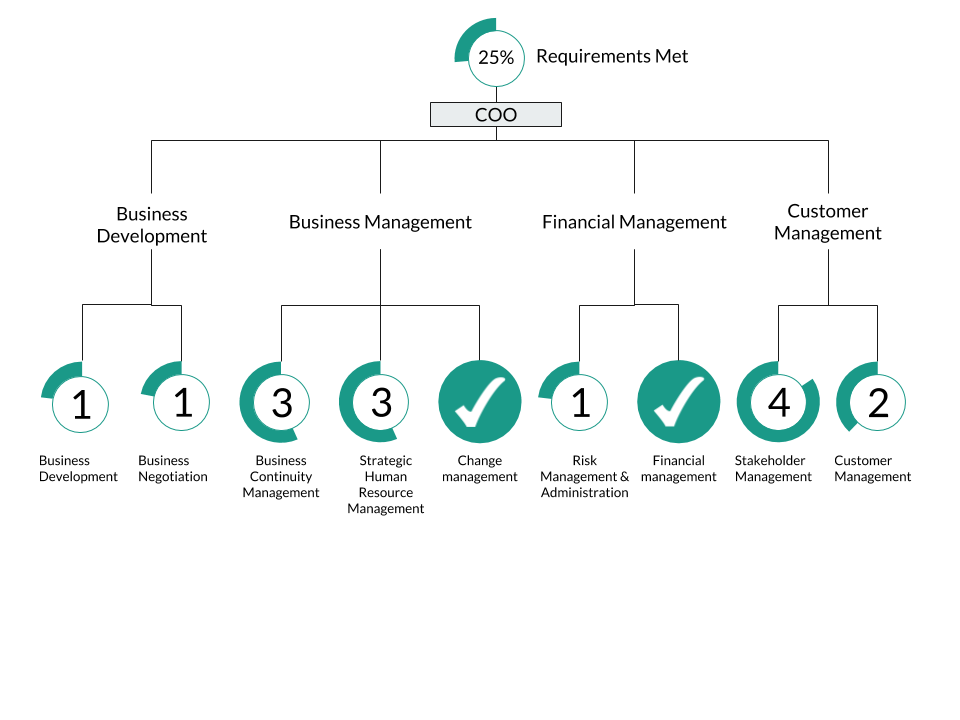 25%
Requirements Met
COO
Business
Development
Business Management
Financial Management
Customer
Management
1
1
3
3
1
4
2
Business
Development
Business
Negotiation
Business
Continuity
Management
Strategic
Human
Resource
Management
Change
management
Risk
Management &
Administration
Financial
management
Stakeholder
Management
Customer
Management